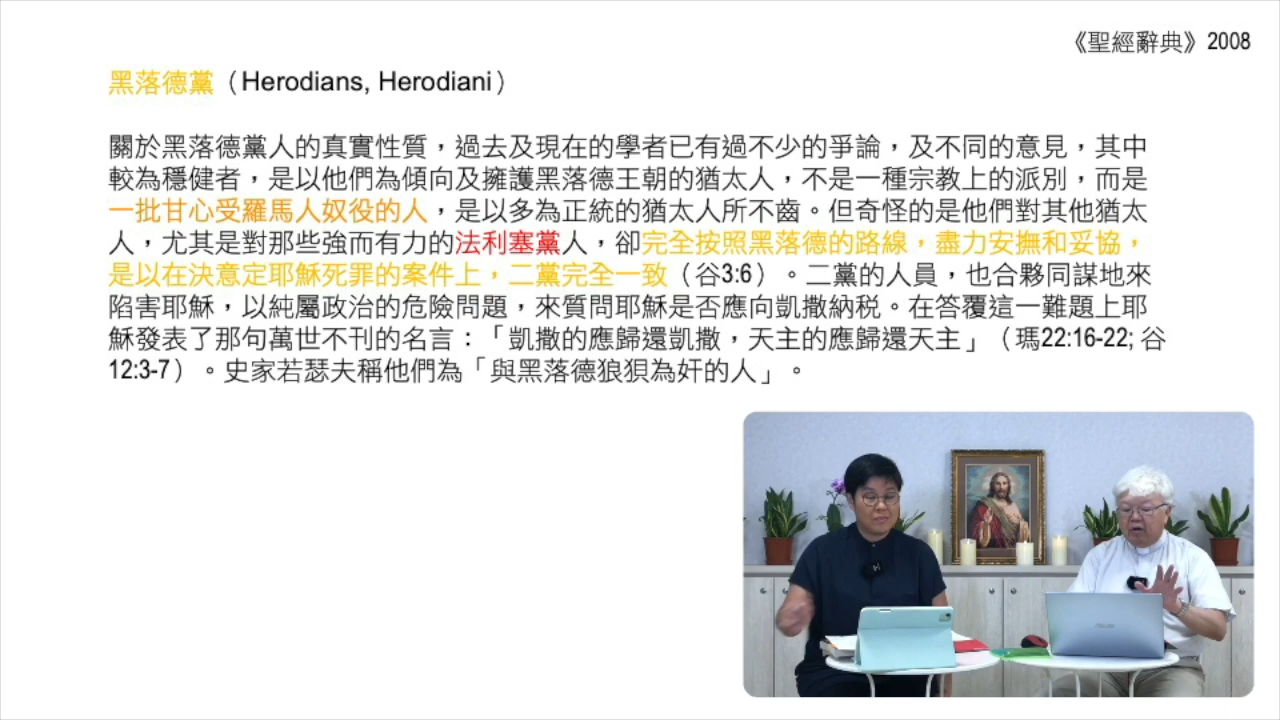 《聖經辭典》2008
黑落德黨（Herodians, Herodiani）
關於黑落德黨人的真實性質，過去及現在的學者已有過不少的爭論，及不同的意見，其中
較為穩健者，是以他們為傾向及擁護黑落德王朝的猶太人，不是一種宗教上的派別，而是
一批甘心受羅馬人奴役的人，是以多為正統的猶太人所不齒。但奇怪的是他們對其他猶太
人，尤其是對那些強而有力的法利塞黨人，卻完全按照黑落德的路線，盡力安撫和妥協，
是以在決意定耶穌死罪的案件上，二黨完全一致（谷3:6）。二黨的人員，也合夥同謀地來
陷害耶穌，以純屬政治的危險問題，來質問耶穌是否應向凱撒納稅。在答覆這一難題上耶
穌發表了那句萬世不刊的名言：「凱撒的應歸還凱撒，天主的應歸還天主」（瑪22:16-22; 谷
12:3-7）。史家若瑟夫稱他們為「與黑落德狼狽為奸的人」。
ASUS